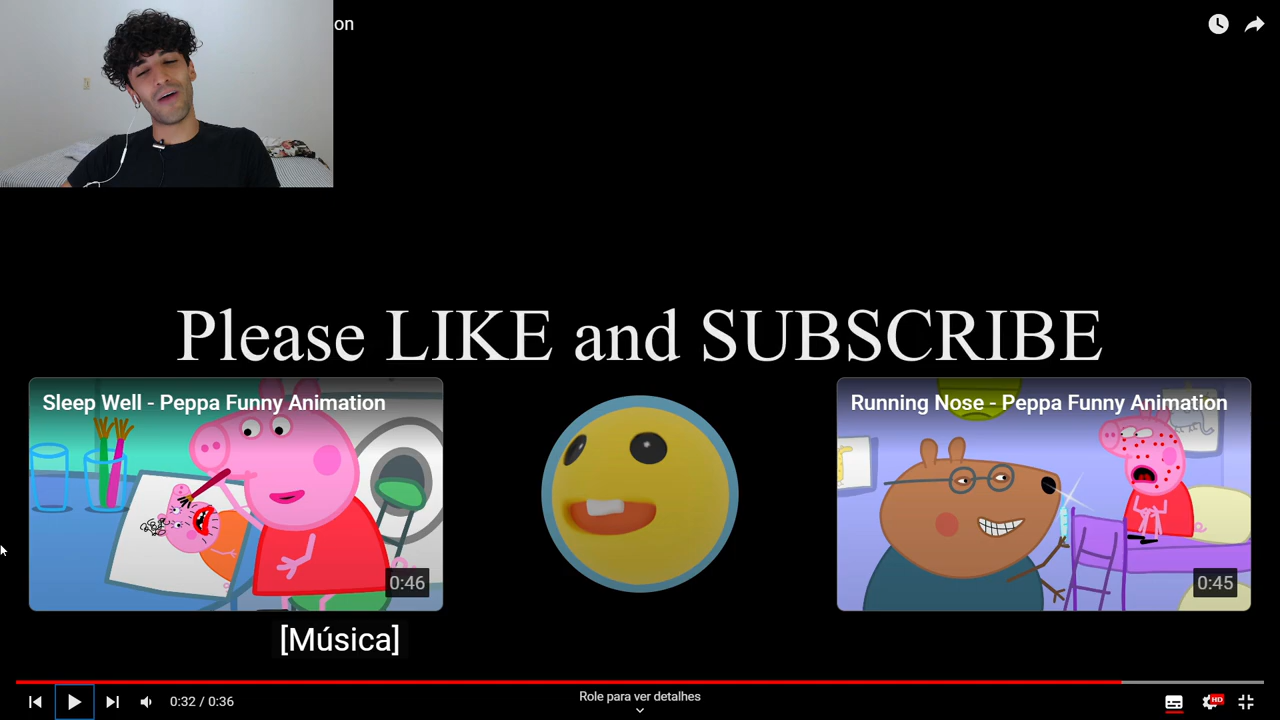 on
Please LIKE and SUBSCRIBE
Sleep Well - Peppa Funny Animation
Running Nose - Peppa Funny Animation
0:46
0:45
[Música]
0:32 / 0:36
Role para ver detalhes
HD